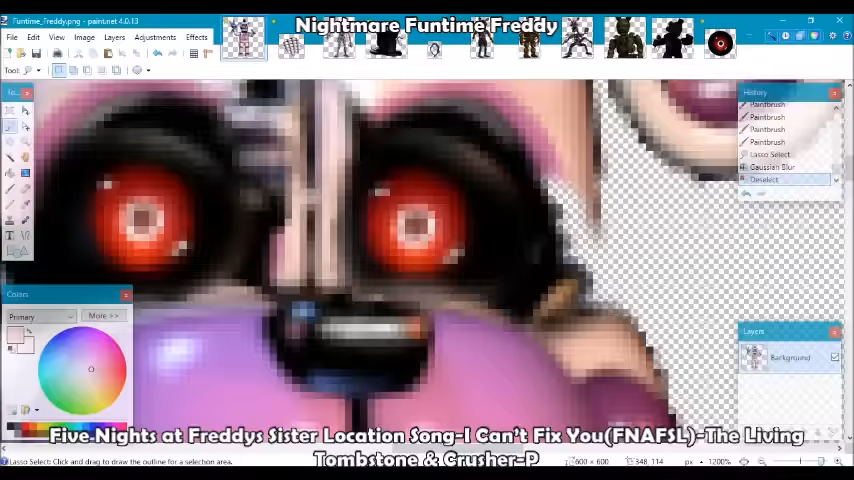 Funtime_Freddy.png - paint.net 4.0.13
Nightmare Funtime Freddy
File Edit View Image Layers Adjustments Effects
Tool:
To...
History
Paintbrush
Paintbrush
Paintbrush
Paintbrush
Lasso Select
Gaussian Blur
Deselect
Colors
Primary
More >>
Layers
Background
Five Nights at Freddys Sister Location Song-I Can't Fix You(FNAFSL)-The Living
Tombstone & Crusher-P
Lasso Select: Click and drag to draw the outline for a selection area.
600 × 600
348, 114
px
1200%